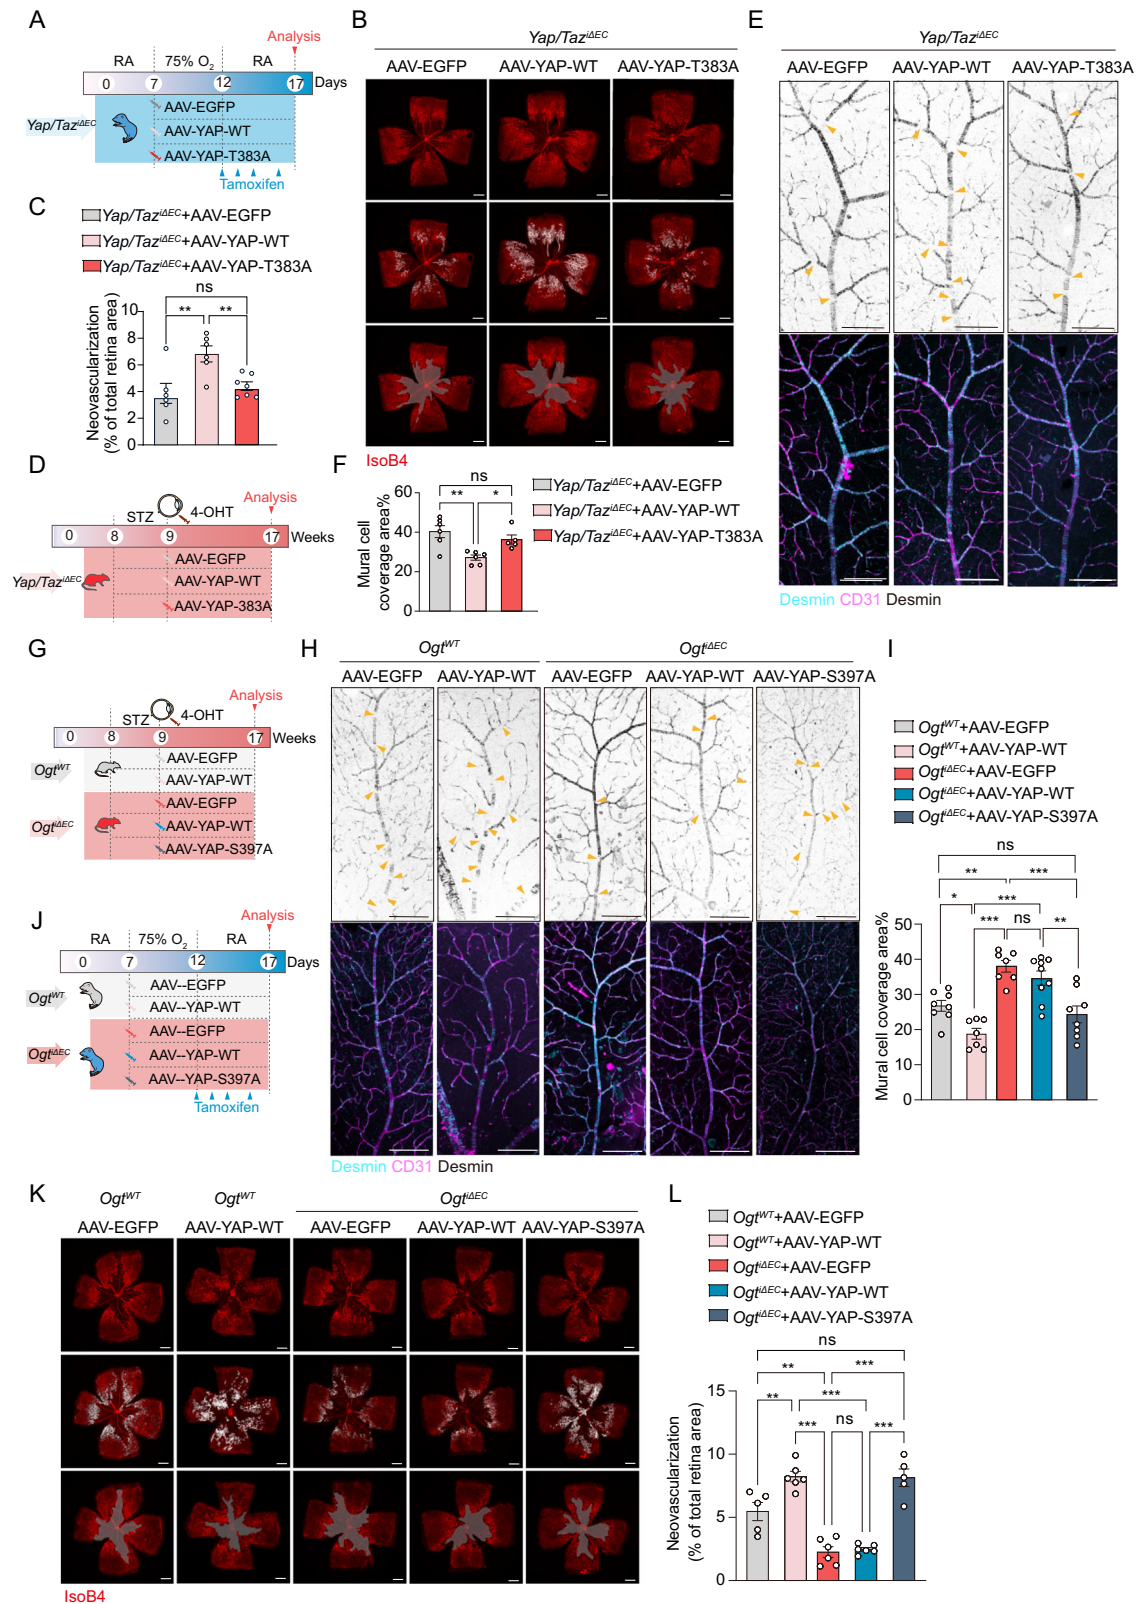 A
Analysis
RA 75% O2 RA
0 7 12 17 Days
Yap/TaziΔEC
AAV-EGFP
AAV-YAP-WT
AAV-YAP-T383A
Tamoxifen
B
Yap/TaziΔEC
AAV-EGFP AAV-YAP-WT AAV-YAP-T383A
IsoB4
C
Yap/TaziΔEC+AAV-EGFP
Yap/TaziΔEC+AAV-YAP-WT
Yap/TaziΔEC+AAV-YAP-T383A
ns
** **
Neovascularization
(% of total retina area)
10
8
6
4
2
0
D
Analysis
STZ 4-OHT
0 8 9 17 Weeks
Yap/TaziΔEC
AAV-EGFP
AAV-YAP-WT
AAV-YAP-383A
E
Yap/TaziΔEC
AAV-EGFP AAV-YAP-WT AAV-YAP-T383A
Desmin CD31 Desmin
F
ns
** *
Mural cell
coverage area%
60
40
20
0
Yap/TaziΔEC+AAV-EGFP
Yap/TaziΔEC+AAV-YAP-WT
Yap/TaziΔEC+AAV-YAP-T383A
G
Analysis
STZ 4-OHT
0 8 9 17 Weeks
OgtWT
AAV-EGFP
AAV-YAP-WT
OgtiΔEC
AAV-EGFP
AAV-YAP-WT
AAV-YAP-S397A
H
OgtWT OgtiΔEC
AAV-EGFP AAV-YAP-WT AAV-EGFP AAV-YAP-WT AAV-YAP-S397A
Desmin CD31 Desmin
I
OgtWT+AAV-EGFP
OgtWT+AAV-YAP-WT
OgtiΔEC+AAV-EGFP
OgtiΔEC+AAV-YAP-WT
OgtiΔEC+AAV-YAP-S397A
ns
** ***
* ***
*** ns **
Mural cell coverage area%
50
40
30
20
10
0
J
Analysis
RA 75% O2 RA
0 7 12 17 Days
OgtWT
AAV--EGFP
AAV--YAP-WT
OgtiΔEC
AAV--EGFP
AAV--YAP-WT
AAV--YAP-S397A
Tamoxifen
K
OgtWT OgtWT OgtiΔEC
AAV-EGFP AAV-YAP-WT AAV-EGFP AAV-YAP-WT AAV-YAP-S397A
IsoB4
L
OgtWT+AAV-EGFP
OgtWT+AAV-YAP-WT
OgtiΔEC+AAV-EGFP
OgtiΔEC+AAV-YAP-WT
OgtiΔEC+AAV-YAP-S397A
ns
** ***
** ***
*** ns ***
Neovascularization
(% of total retina area)
15
10
5
0